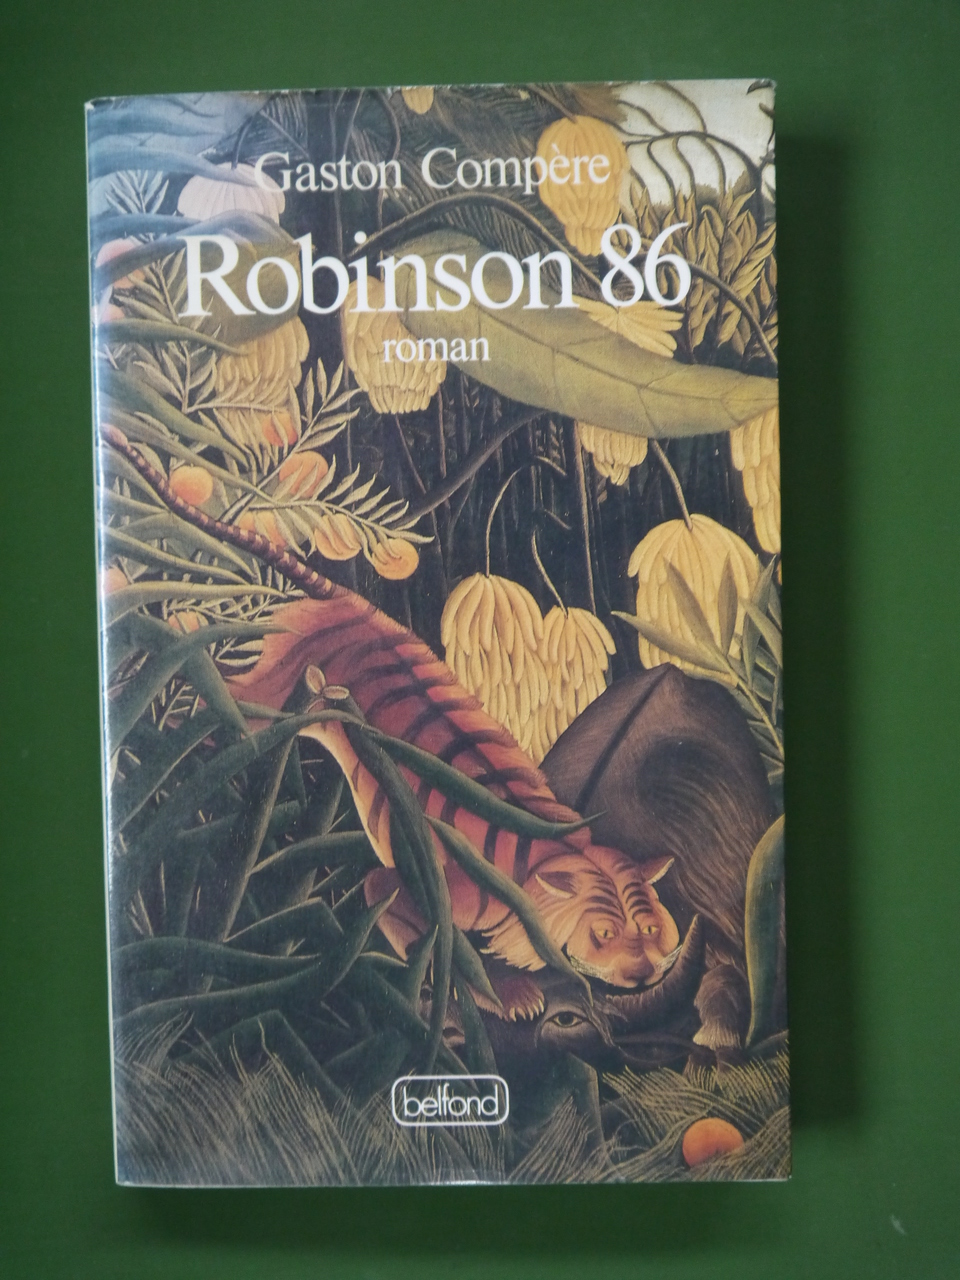 Gaston Compère
Robinson 86
roman
belfond